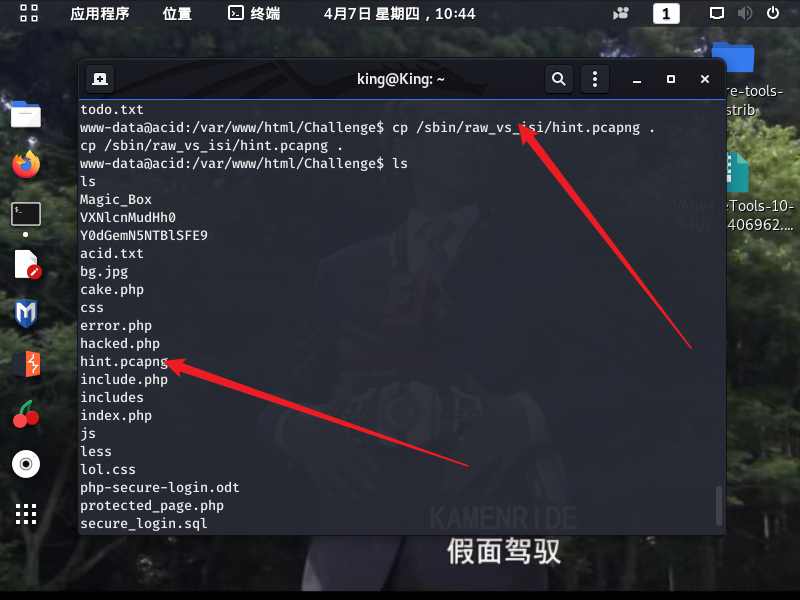 应用程序 位置 终端 4月7日 星期四,10:44 1
king@King: ~
todo.txt
www-data@acid:/var/www/html/Challenge$ cp /sbin/raw_vs_isi/hint.pcapng .
cp /sbin/raw_vs_isi/hint.pcapng .
www-data@acid:/var/www/html/Challenge$ ls
ls
Magic_Box
VXNlcnMudHh0
Y0dGemN5NTBlSFE9
acid.txt
bg.jpg
cake.php
css
error.php
hacked.php
hint.pcapng
include.php
includes
index.php
js
less
lol.css
php-secure-login.odt
protected_page.php
secure_login.sql
re-tools-
strib
VMwareTools-10-
406962....
KAMENRIDE
假面驾驭